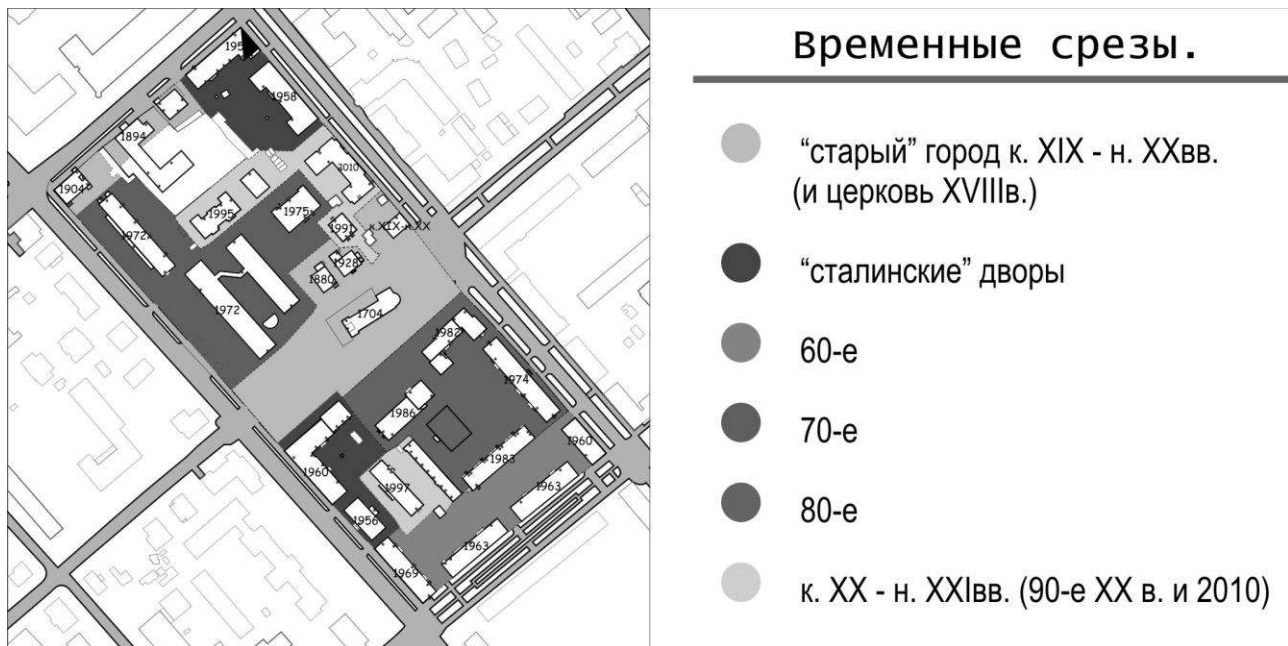 Временные срезы.
“старый” город к. XIX - н. XXвв.
(и церковь XVIIIв.)
“сталинские” дворы
60-е
70-е
80-е
к. XX - н. XXIвв. (90-е XX в. и 2010)
1958
1894
2010
1904
1995
1975
1972
1991
к.XIX-н.XX
1928
1880
1972
1704
1982
1974
1986
1960
1983
1960
1997
1963
1956
1963
1969